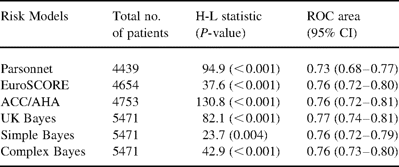 Risk Models Total no. of patients H-L statistic (P-value) ROC area (95% CI)
Parsonnet 4439 94.9 (<0.001) 0.73 (0.68–0.77)
EuroSCORE 4654 37.6 (<0.001) 0.76 (0.72–0.80)
ACC/AHA 4753 130.8 (<0.001) 0.76 (0.72–0.81)
UK Bayes 5471 82.1 (<0.001) 0.77 (0.74–0.81)
Simple Bayes 5471 23.7 (0.004) 0.76 (0.72–0.79)
Complex Bayes 5471 42.9 (<0.001) 0.76 (0.73–0.80)